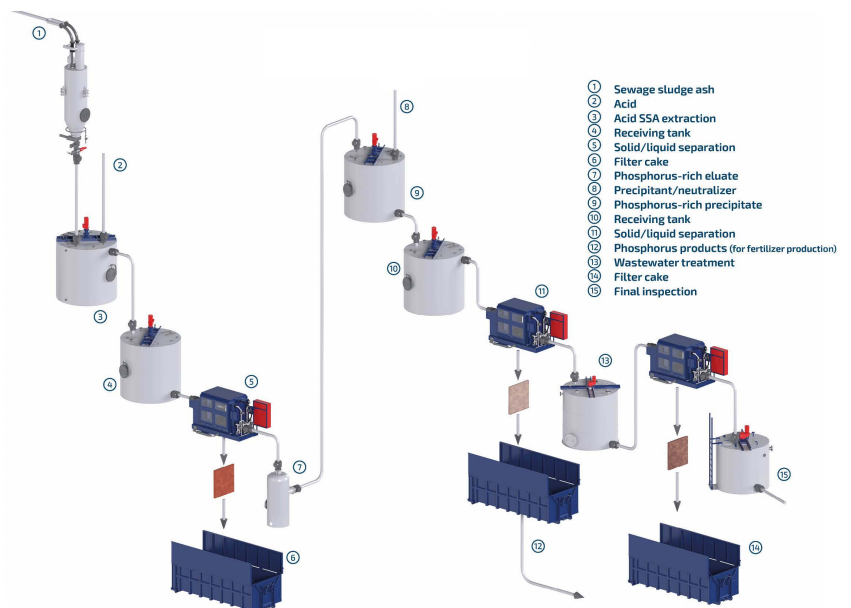 1
2
3
4
5
6
7
8
9
10
11
12
13
14
15
1 Sewage sludge ash
2 Acid
3 Acid SSA extraction
4 Receiving tank
5 Solid/liquid separation
6 Filter cake
7 Phosphorus-rich eluate
8 Precipitant/neutralizer
9 Phosphorus-rich precipitate
10 Receiving tank
11 Solid/liquid separation
12 Phosphorus products (for fertilizer production)
13 Wastewater treatment
14 Filter cake
15 Final inspection